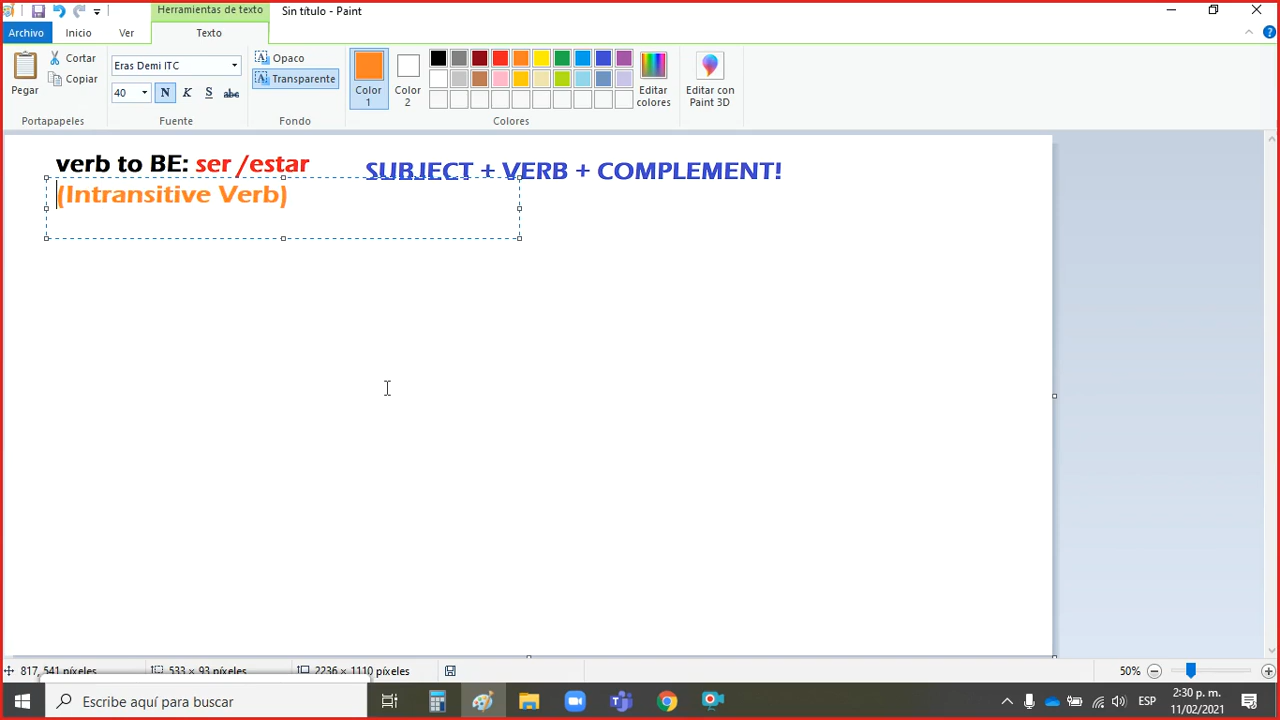 Herramientas de texto
Sin título - Paint
Archivo
Inicio
Ver
Texto
Pegar
Cortar
Copiar
Portapapeles
Eras Demi ITC
40
N K S abc
Fuente
Opaco
Transparente
Fondo
Color 1
Color 2
Colores
Editar colores
Editar con Paint 3D
verb to BE: ser /estar
SUBJECT + VERB + COMPLEMENT!
(Intransitive Verb)
817, 541 píxeles
533 × 93 píxeles
2236 × 1110 píxeles
50%
Escribe aquí para buscar
ESP
2:30 p. m.
11/02/2021